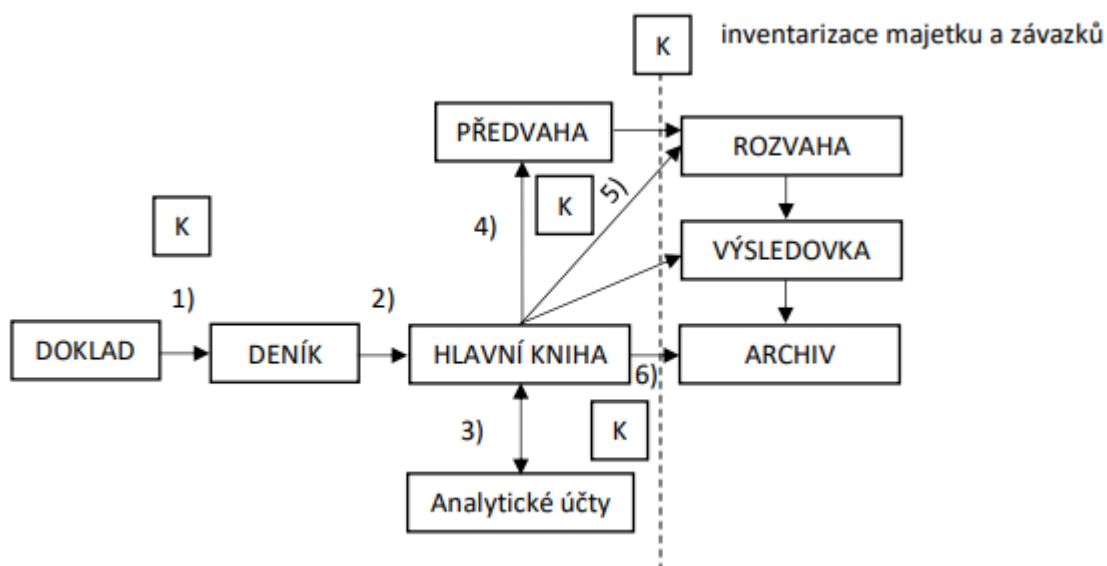 K
inventarizace majetku a závazků
PŘEDVAHA
ROZVAHA
K
5)
K
4)
VÝSLEDOVKA
1)
2)
DOKLAD
DENÍK
HLAVNÍ KNIHA
6)
ARCHIV
3)
K
Analytické účty